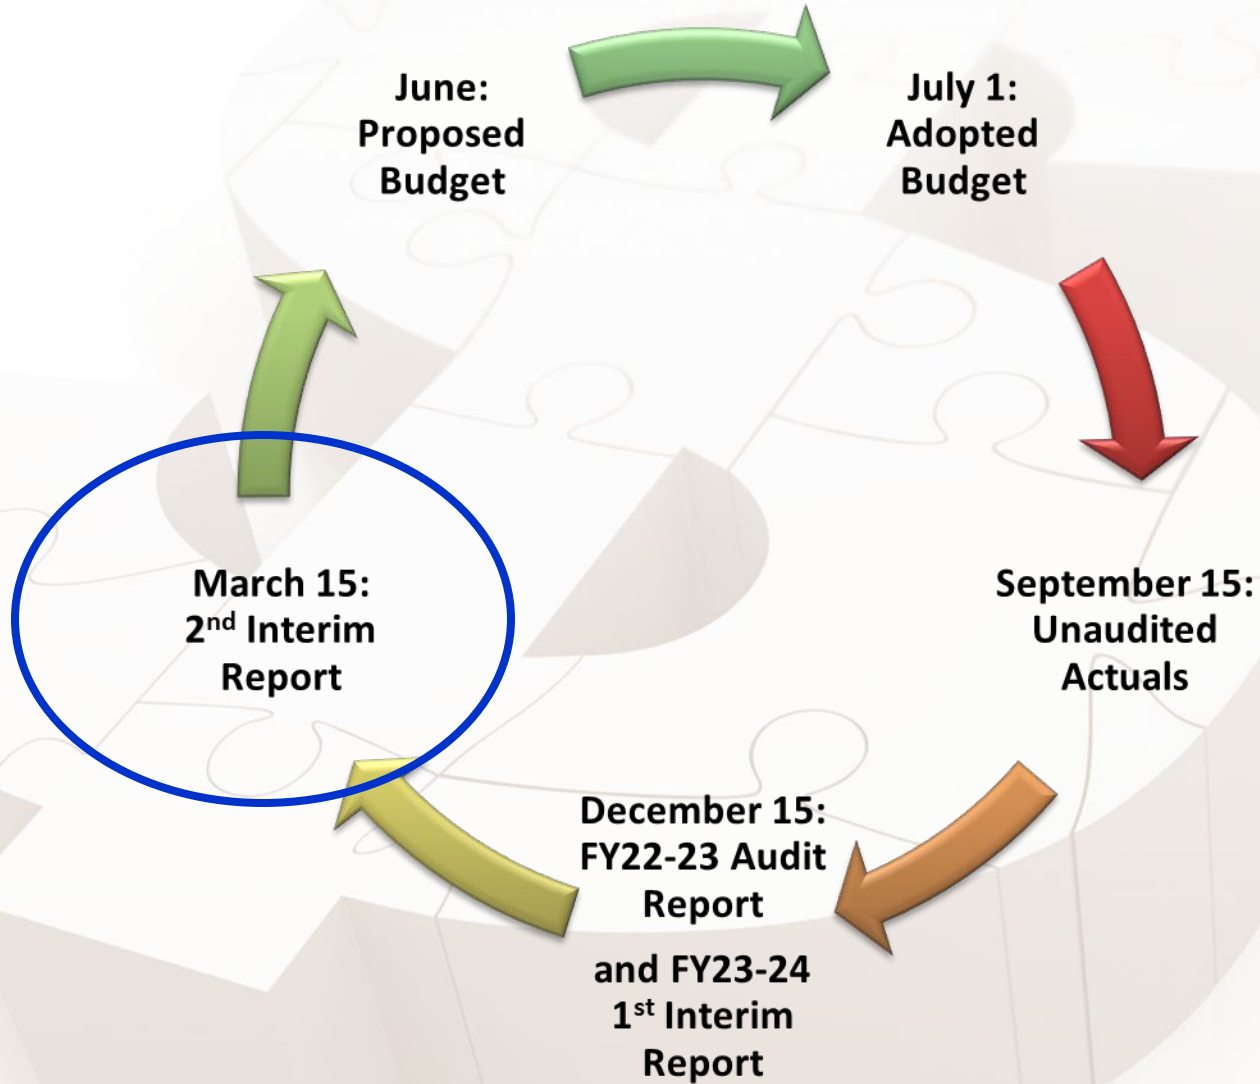 June:
Proposed
Budget
July 1:
Adopted
Budget
September 15:
Unaudited
Actuals
December 15:
FY22-23 Audit
Report
and FY23-24
1st Interim
Report
March 15:
2nd Interim
Report